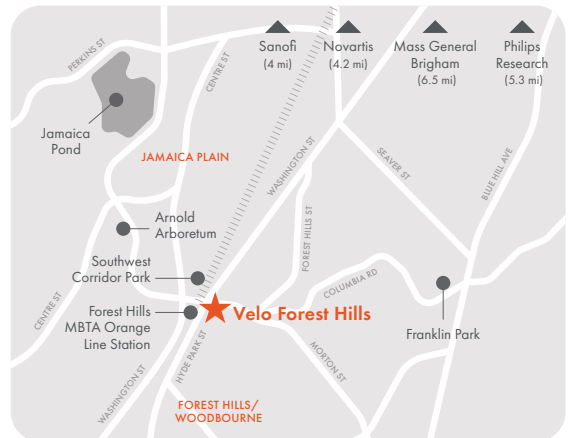 PERKINS ST
CENTRE ST
Sanofi
(4 mi)
Novartis
(4.2 mi)
Mass General
Brigham
(6.5 mi)
Philips
Research
(5.3 mi)
Jamaica
Pond
JAMAICA PLAIN
WASHINGTON ST
SEAVER ST
BLUE HILL AVE
Arnold
Arboretum
FOREST HILLS ST
Southwest
Corridor Park
COLUMBIA RD
CENTRE ST
Forest Hills
MBTA Orange
Line Station
Velo Forest Hills
Franklin Park
HYDE PARK ST
MORTON ST
WASHINGTON ST
FOREST HILLS/
WOODBOURNE